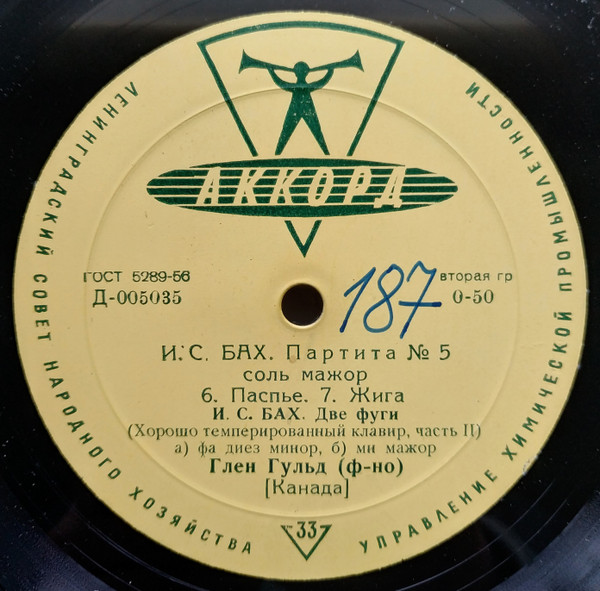 ЛЕНИНГРАДСКИЙ СОВЕТ НАРОДНОГО ХОЗЯЙСТВА
УПРАВЛЕНИЕ ХИМИЧЕСКОЙ ПРОМЫШЛЕННОСТИ
АККОРД
ГОСТ 5289-56
Д-005035
187
вторая гр
0-50
И. С. БАХ. Партита № 5
соль мажор
6. Паспье. 7. Жига
И. С. БАХ. Две фуги
(Хорошо темперированный клавир, часть II)
а) фа диез минор, б) ми мажор
Глен Гульд (ф-но)
[Канада]
33